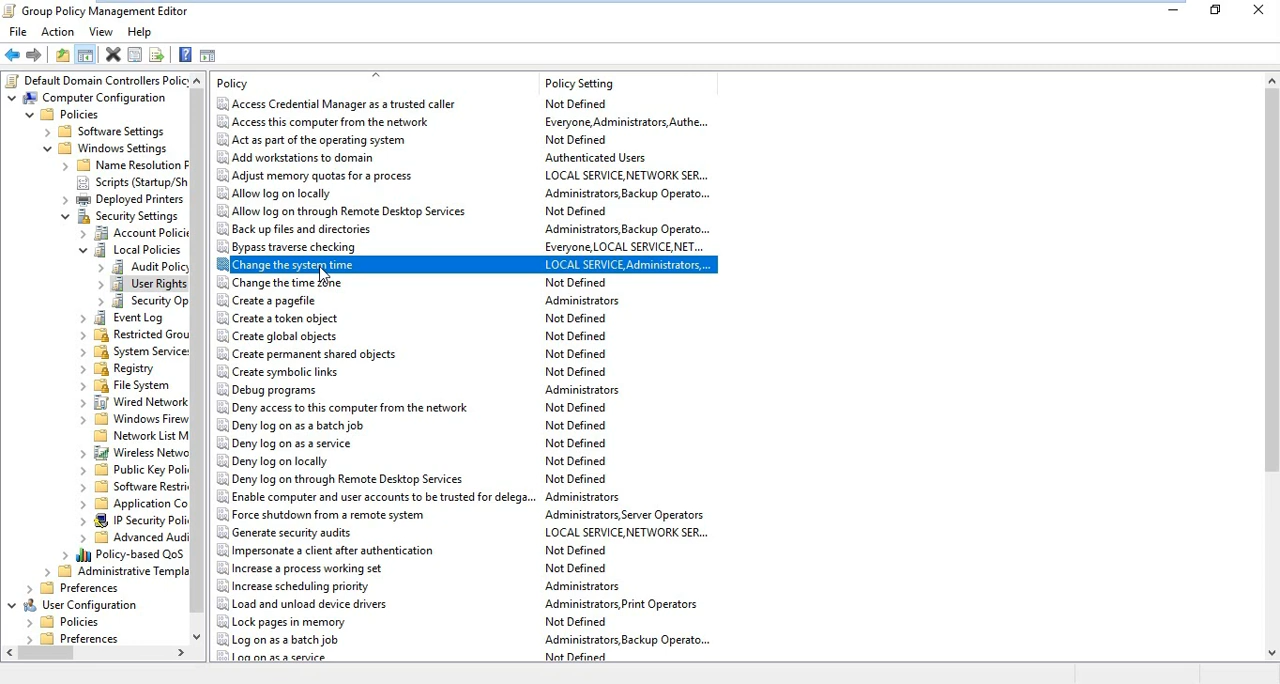 Group Policy Management Editor
File Action View Help
Default Domain Controllers Policy
Computer Configuration
Policies
Software Settings
Windows Settings
Name Resolution P
Scripts (Startup/Sh
Deployed Printers
Security Settings
Account Policie
Local Policies
Audit Policy
User Rights
Security Op
Event Log
Restricted Grou
System Services
Registry
File System
Wired Network
Windows Firew
Network List M
Wireless Netwo
Public Key Poli
Software Restri
Application Co
IP Security Poli
Advanced Audi
Policy-based QoS
Administrative Templa
Preferences
User Configuration
Policies
Preferences
Policy Policy Setting
Access Credential Manager as a trusted caller Not Defined
Access this computer from the network Everyone,Administrators,Authe...
Act as part of the operating system Not Defined
Add workstations to domain Authenticated Users
Adjust memory quotas for a process LOCAL SERVICE,NETWORK SER...
Allow log on locally Administrators,Backup Operato...
Allow log on through Remote Desktop Services Not Defined
Back up files and directories Administrators,Backup Operato...
Bypass traverse checking Everyone,LOCAL SERVICE,NET...
Change the system time LOCAL SERVICE,Administrators,...
Change the time zone Not Defined
Create a pagefile Administrators
Create a token object Not Defined
Create global objects Not Defined
Create permanent shared objects Not Defined
Create symbolic links Not Defined
Debug programs Administrators
Deny access to this computer from the network Not Defined
Deny log on as a batch job Not Defined
Deny log on as a service Not Defined
Deny log on locally Not Defined
Deny log on through Remote Desktop Services Not Defined
Enable computer and user accounts to be trusted for delega... Administrators
Force shutdown from a remote system Administrators,Server Operators
Generate security audits LOCAL SERVICE,NETWORK SER...
Impersonate a client after authentication Not Defined
Increase a process working set Not Defined
Increase scheduling priority Administrators
Load and unload device drivers Administrators,Print Operators
Lock pages in memory Not Defined
Log on as a batch job Administrators,Backup Operato...
Log on as a service Not Defined